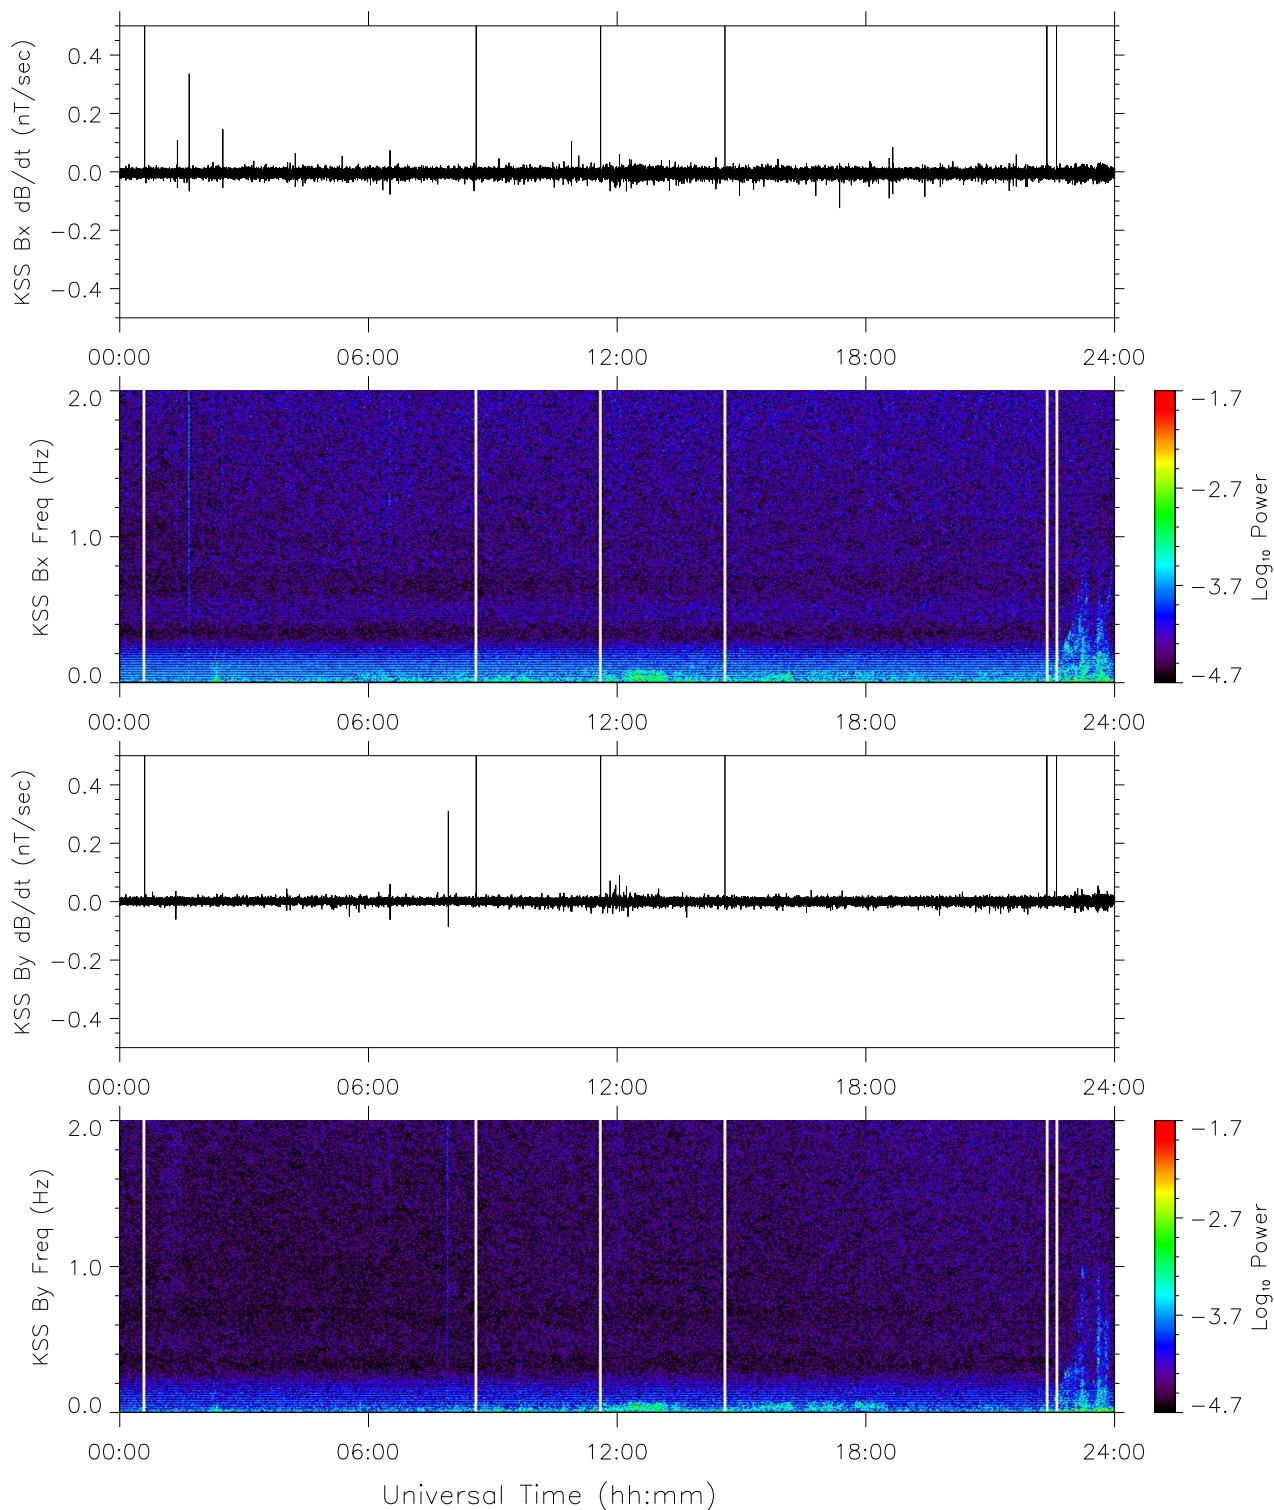 KSS Bx dB/dt (nT/sec)
0.4
0.2
0.0
−0.2
−0.4
00:00 06:00 12:00 18:00 24:00
KSS Bx Freq (Hz)
2.0
1.0
0.0
−1.7
−2.7
−3.7
−4.7
Log₁₀ Power
00:00 06:00 12:00 18:00 24:00
KSS By dB/dt (nT/sec)
0.4
0.2
0.0
−0.2
−0.4
00:00 06:00 12:00 18:00 24:00
KSS By Freq (Hz)
2.0
1.0
0.0
−1.7
−2.7
−3.7
−4.7
Log₁₀ Power
00:00 06:00 12:00 18:00 24:00
Universal Time (hh:mm)